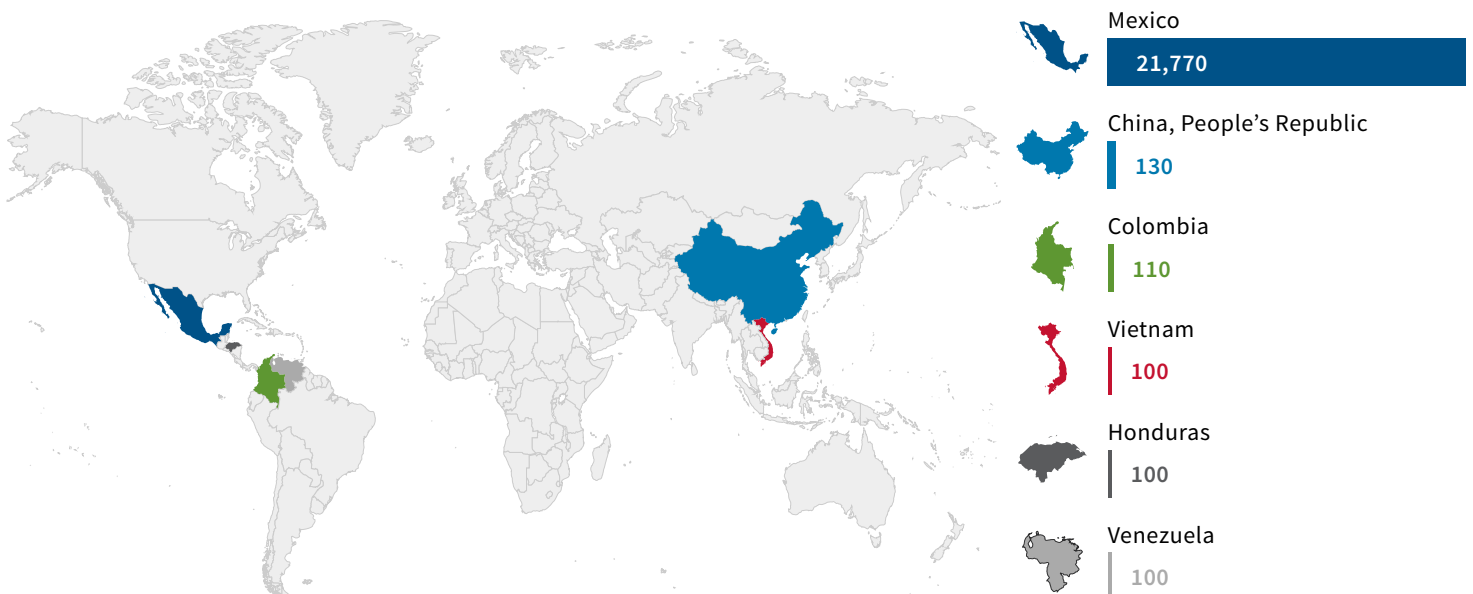 Mexico
21,770
China, People’s Republic
130
Colombia
110
Vietnam
100
Honduras
100
Venezuela
100